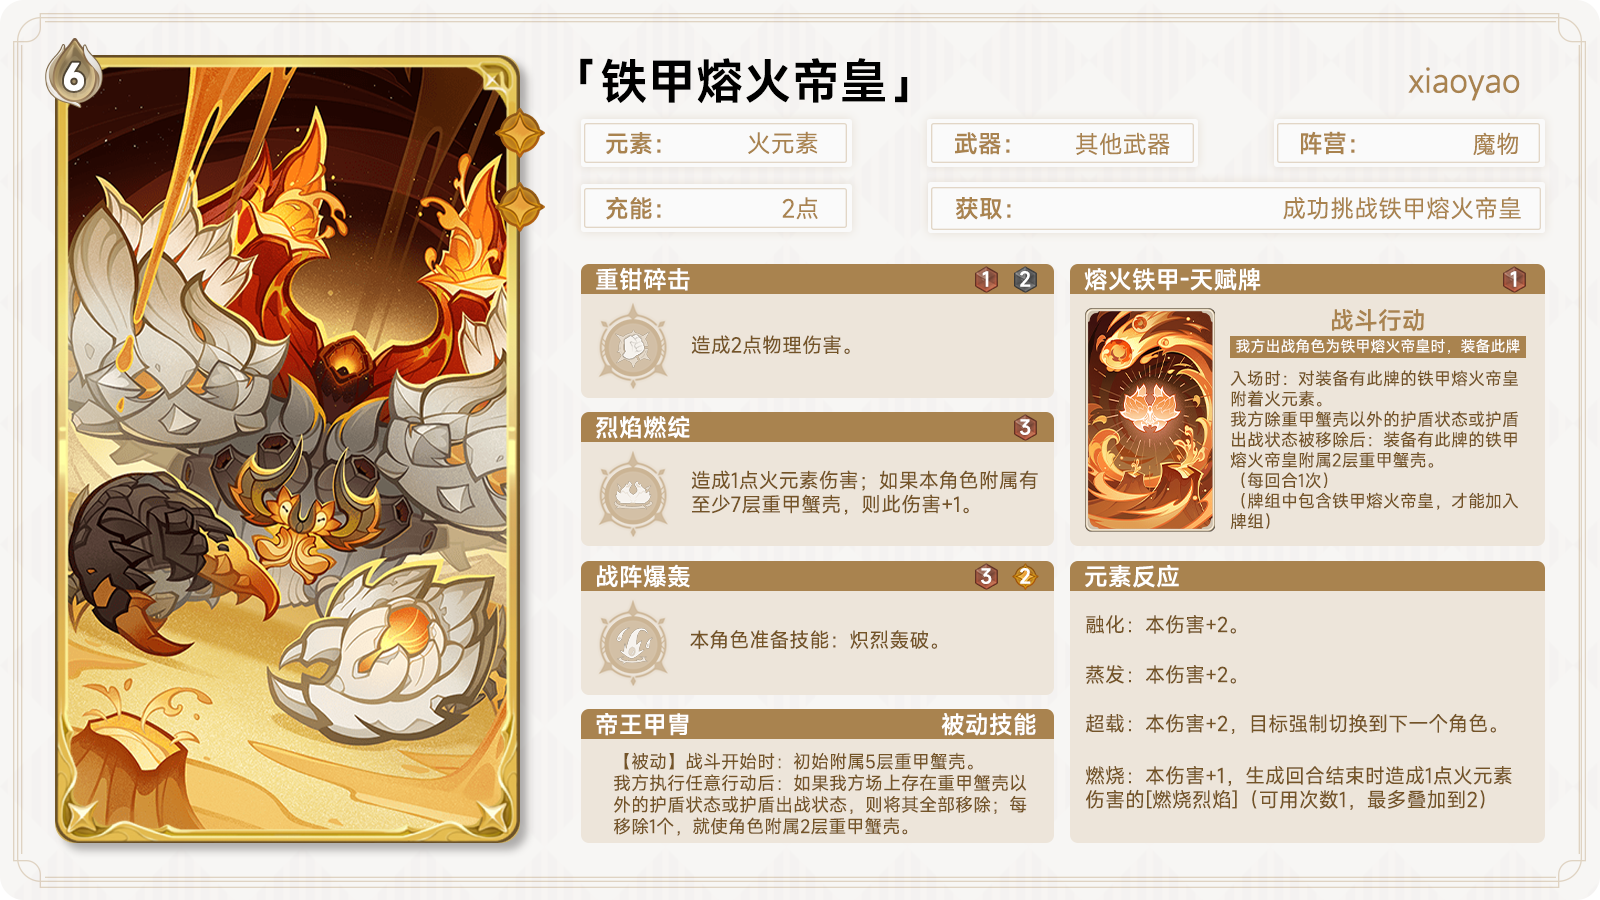 6
「铁甲熔火帝皇」
xiaoyao
元素：
火元素
武器：
其他武器
阵营：
魔物
充能：
2点
获取：
成功挑战铁甲熔火帝皇
重钳碎击
1 2
造成2点物理伤害。
烈焰燃绽
3
造成1点火元素伤害；如果本角色附属有
至少7层重甲蟹壳，则此伤害+1。
战阵爆轰
3 2
本角色准备技能：炽烈轰破。
帝王甲胄
被动技能
【被动】战斗开始时：初始附属5层重甲蟹壳。
我方执行任意行动后：如果我方场上存在重甲蟹壳以
外的护盾状态或护盾出战状态，则将其全部移除；每
移除1个，就使角色附属2层重甲蟹壳。
熔火铁甲-天赋牌
1
战斗行动
我方出战角色为铁甲熔火帝皇时，装备此牌
入场时：对装备有此牌的铁甲熔火帝皇
附着火元素。
我方除重甲蟹壳以外的护盾状态或护盾
出战状态被移除后：装备有此牌的铁甲
熔火帝皇附属2层重甲蟹壳。
（每回合1次）
（牌组中包含铁甲熔火帝皇，才能加入
牌组）
元素反应
融化：本伤害+2。
蒸发：本伤害+2。
超载：本伤害+2，目标强制切换到下一个角色。
燃烧：本伤害+1，生成回合结束时造成1点火元素
伤害的[燃烧烈焰]（可用次数1，最多叠加到2）